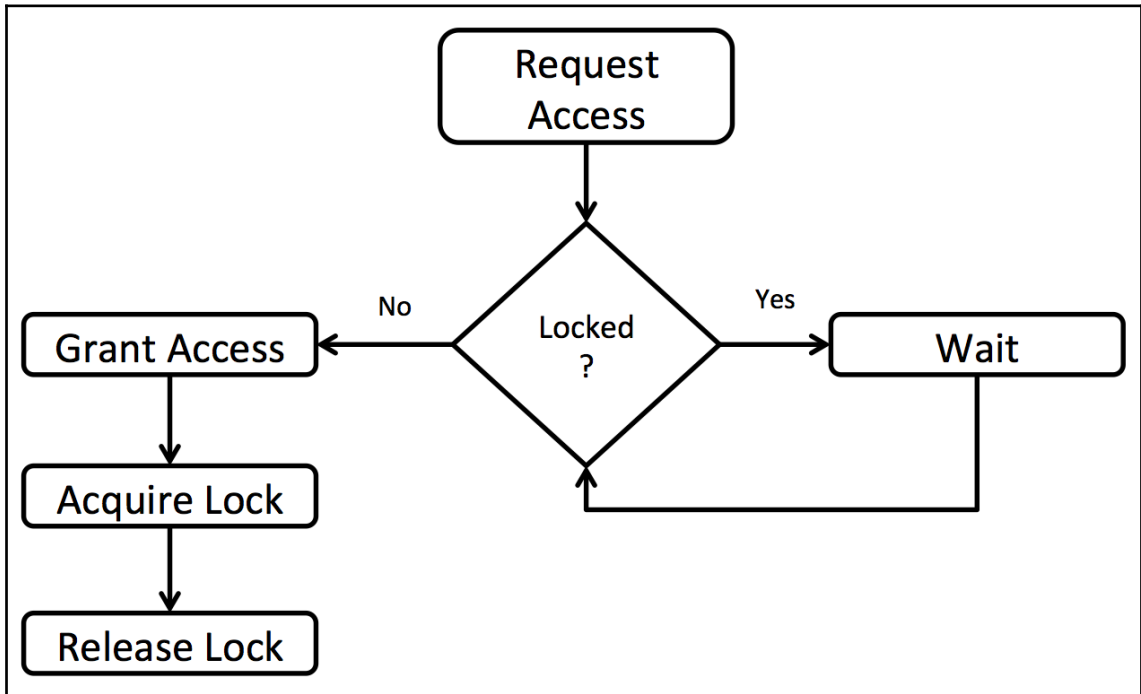 Request
Access
No
Yes
Locked
?
Grant Access
Wait
Acquire Lock
Release Lock